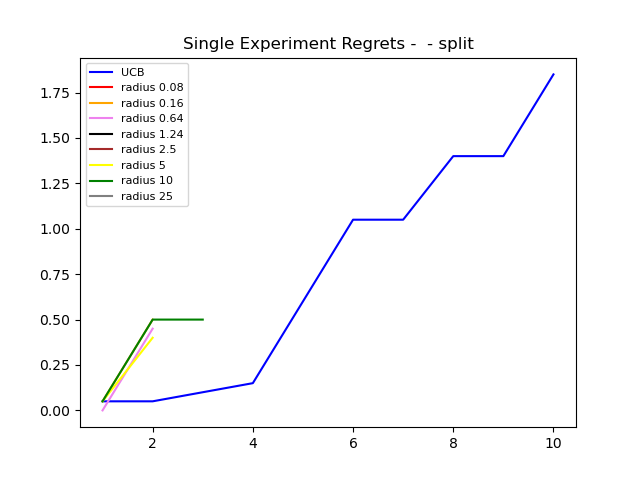 Single Experiment Regrets -  - split
UCB
radius 0.08
radius 0.16
radius 0.64
radius 1.24
radius 2.5
radius 5
radius 10
radius 25
1.75
1.50
1.25
1.00
0.75
0.50
0.25
0.00
2 4 6 8 10